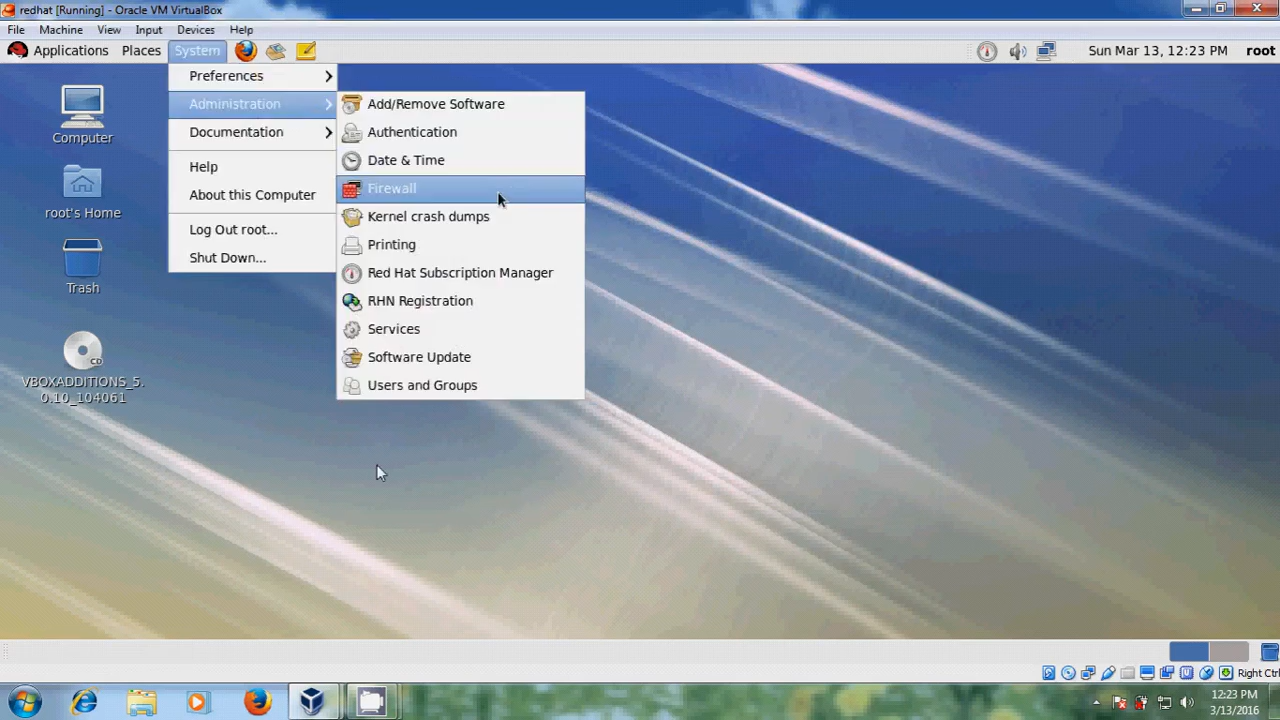 redhat [Running] - Oracle VM VirtualBox
File Machine View Input Devices Help
Applications Places System Sun Mar 13, 12:23 PM root
Preferences
Administration
Documentation
Help
About this Computer
Log Out root...
Shut Down...
Add/Remove Software
Authentication
Date & Time
Firewall
Kernel crash dumps
Printing
Red Hat Subscription Manager
RHN Registration
Services
Software Update
Users and Groups
Computer
root's Home
Trash
CD
VBOXADDITIONS_5.
0.10_104061
Right Ctrl
12:23 PM
3/13/2016